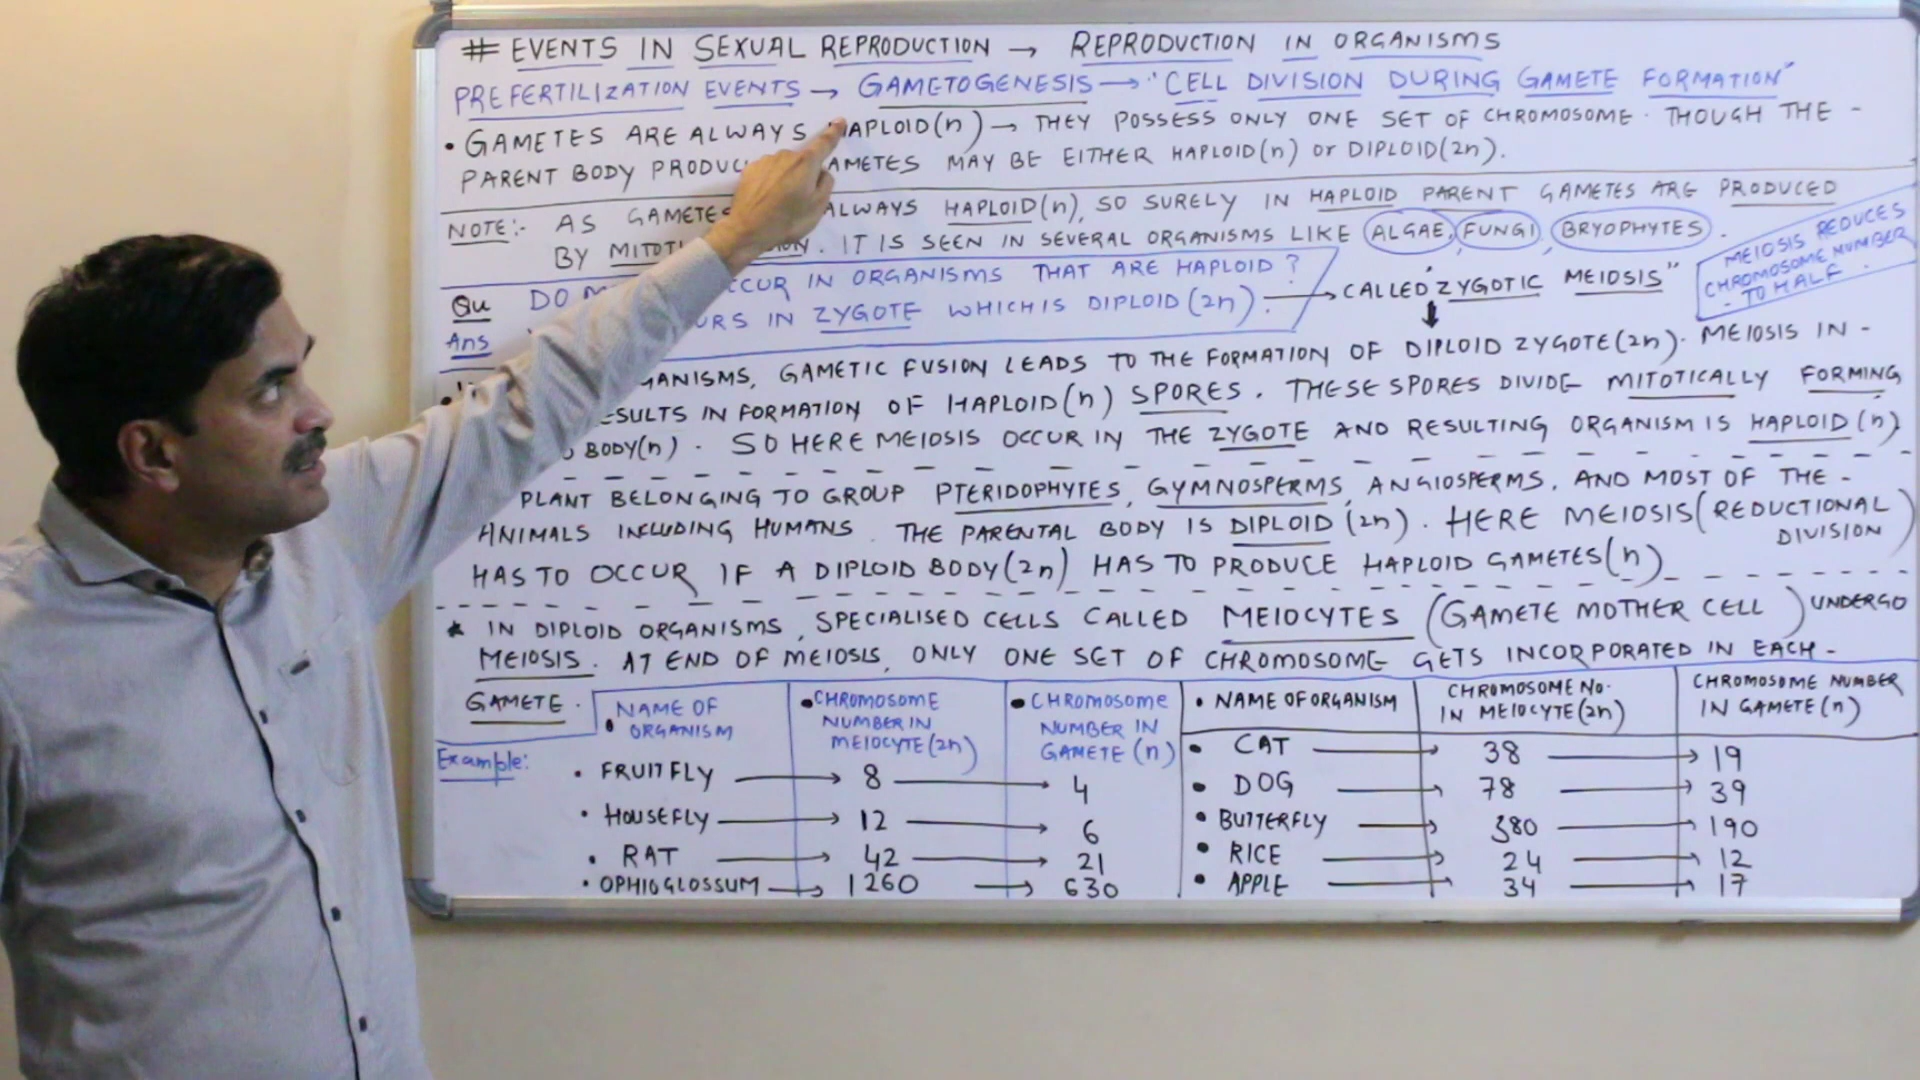 # EVENTS IN SEXUAL REPRODUCTION → REPRODUCTION IN ORGANISMS
PREFERTILIZATION EVENTS → GAMETOGENESIS → "CELL DIVISION DURING GAMETE FORMATION"
• GAMETES ARE ALWAYS HAPLOID(n) → THEY POSSESS ONLY ONE SET OF CHROMOSOME. THOUGH THE -
PARENT BODY GAMETES MAY BE EITHER HAPLOID(n) or DIPLOID(2n).
NOTE:- AS GAMETES ALWAYS HAPLOID(n), SO SURELY IN HAPLOID PARENT GAMETES ARE PRODUCED
BY . IT IS SEEN IN SEVERAL ORGANISMS LIKE ALGAE, FUNGI, BRYOPHYTES.
MEIOSIS REDUCES
CHROMOSOME NUMBER
- TO HALF.
Qu DO OCCUR IN ORGANISMS THAT ARE HAPLOID?
Ans IN ZYGOTE WHICH IS DIPLOID(2n). → CALLED "ZYGOTIC MEIOSIS"
, GAMETIC FUSION LEADS TO THE FORMATION OF DIPLOID ZYGOTE(2n). MEIOSIS IN -
IN FORMATION OF HAPLOID(n) SPORES. THESE SPORES DIVIDE MITOTICALLY FORMING
BODY(n). SO HERE MEIOSIS OCCUR IN THE ZYGOTE AND RESULTING ORGANISM IS HAPLOID(n)
PLANT BELONGING TO GROUP PTERIDOPHYTES, GYMNOSPERMS, ANGIOSPERMS, AND MOST OF THE -
ANIMALS INCLUDING HUMANS. THE PARENTAL BODY IS DIPLOID (2n). HERE MEIOSIS (REDUCTIONAL DIVISION)
HAS TO OCCUR IF A DIPLOID BODY(2n) HAS TO PRODUCE HAPLOID GAMETES(n)
* IN DIPLOID ORGANISMS, SPECIALISED CELLS CALLED MEIOCYTES (GAMETE MOTHER CELL) UNDERGO
MEIOSIS. AT END OF MEIOSIS, ONLY ONE SET OF CHROMOSOME GETS INCORPORATED IN EACH -
GAMETE.
Example:
• NAME OF ORGANISM • CHROMOSOME NUMBER IN MEIOCYTE(2n) • CHROMOSOME NUMBER IN GAMETE (n)
• FRUITFLY → 8 → 4
• HOUSEFLY → 12 → 6
• RAT → 42 → 21
• OPHIOGLOSSUM → 1260 → 630
• NAME OF ORGANISM CHROMOSOME NO. IN MEIOCYTE(2n) CHROMOSOME NUMBER IN GAMETE(n)
• CAT → 38 → 19
• DOG → 78 → 39
• BUTTERFLY → 380 → 190
• RICE → 24 → 12
• APPLE → 34 → 17